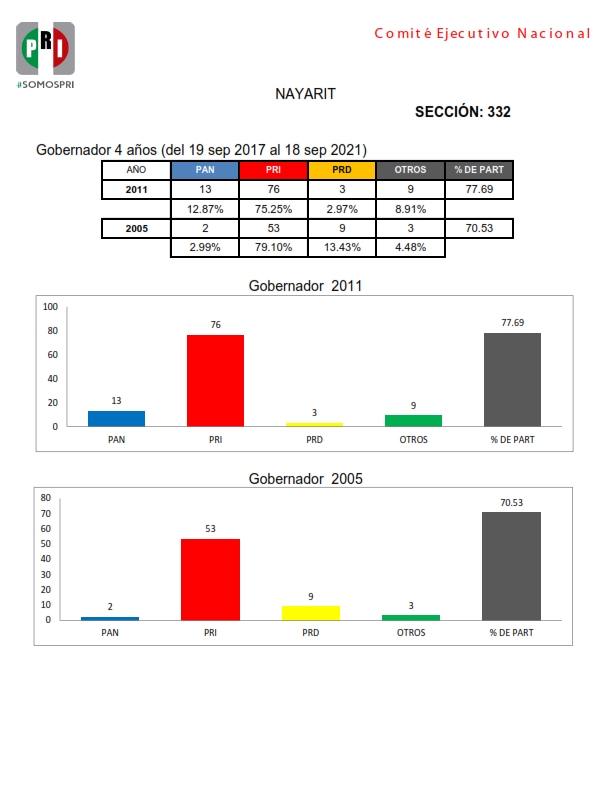 PRI
#SOMOSPRI
Comité Ejecutivo Nacional
NAYARIT
SECCIÓN: 332
Gobernador 4 años (del 19 sep 2017 al 18 sep 2021)
AÑO PAN PRI PRD OTROS % DE PART
2011 13 76 3 9 77.69
12.87% 75.25% 2.97% 8.91%
2005 2 53 9 3 70.53
2.99% 79.10% 13.43% 4.48%
Gobernador 2011
100
80
60
40
20
0
13
76
3
9
77.69
PAN PRI PRD OTROS % DE PART
Gobernador 2005
80
70
60
50
40
30
20
10
0
2
53
9
3
70.53
PAN PRI PRD OTROS % DE PART